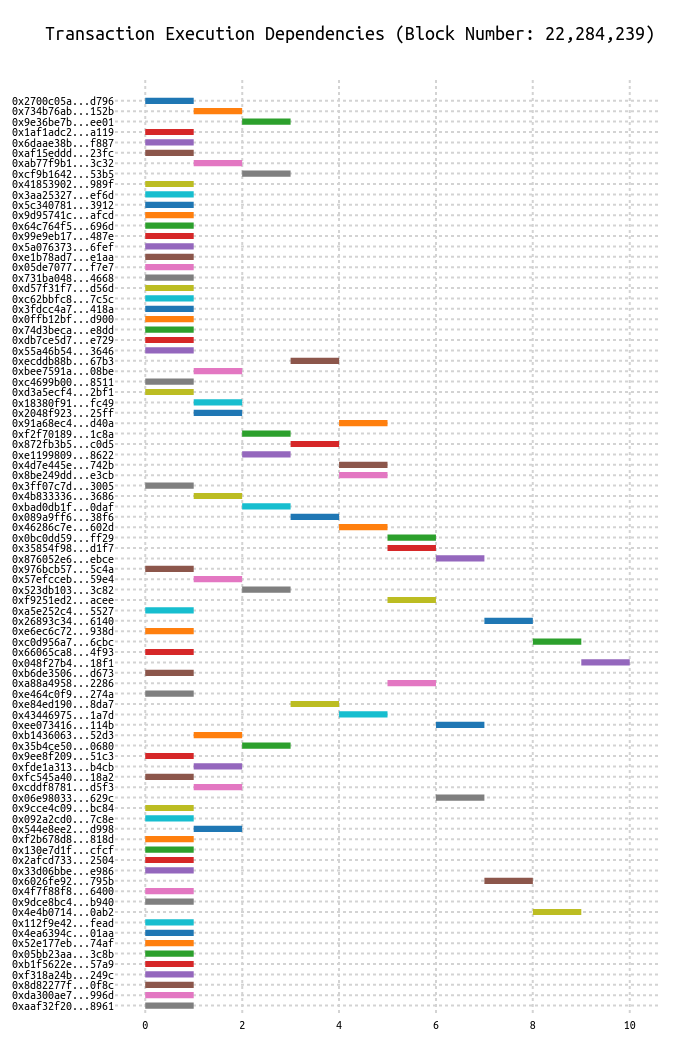 Transaction Execution Dependencies (Block Number: 22,284,239)
0x2700c05a...d796
0x734b76ab...152b
0x9e36be7b...ee01
0x1af1adc2...a119
0x6daae38b...f887
0xaf15eddd...23fc
0xab77f9b1...3c32
0xcf9b1642...53b5
0x41853902...989f
0x3aa25327...ef6d
0x5c340781...3912
0x9d95741c...afcd
0x64c764f5...696d
0x99e9eb17...487e
0x5a076373...6fef
0xe1b78ad7...e1aa
0x05de7077...f7e7
0x731ba048...4668
0xd57f31f7...d56d
0xc62bbfc8...7c5c
0x3fdcc4a7...418a
0x0ffb12bf...d900
0x74d3beca...e8dd
0xdb7ce5d7...e729
0x55a46b54...3646
0xecddb88b...67b3
0xbee7591a...08be
0xc4699b00...8511
0xd3a5ecf4...2bf1
0x18380f91...fc49
0x2048f923...25ff
0x91a68ec4...d40a
0xf2f70189...1c8a
0x872fb3b5...c0d5
0xe1199809...8622
0x4d7e445e...742b
0x8be249dd...e3cb
0x3ff07c7d...3005
0x4b833336...3686
0xbad0db1f...0daf
0x089a9ff6...38f6
0x46286c7e...602d
0x0bc0dd59...ff29
0x35854f98...d1f7
0x876052e6...ebce
0x976bcb57...5c4a
0x57efcceb...59e4
0x523db103...3c82
0xf9251ed2...acee
0xa5e252c4...5527
0x26893c34...6140
0xe6ec6c72...938d
0xc0d956a7...6cbc
0x66065ca8...4f93
0x048f27b4...18f1
0xb6de3506...d673
0xa88a4958...2286
0xe464c0f9...274a
0xe84ed190...8da7
0x43446975...1a7d
0xee073416...114b
0xb1436063...52d3
0x35b4ce50...0680
0x9ee8f209...51c3
0xfde1a313...b4cb
0xfc545a40...18a2
0xcddf8781...d5f3
0x06e98033...629c
0x9cce4c09...bc84
0x092a2cd0...7c8e
0x544e8ee2...d998
0xf2b678d8...818d
0x130e7d1f...cfcf
0x2afcd733...2504
0x33d06bbe...e986
0x6026fe92...795b
0x4f7f88f8...6400
0x9dce8bc4...b940
0x4e4b0714...0ab2
0x112f9e42...fead
0x4ea6394c...01aa
0x52e177eb...74af
0x05bb23aa...3c8b
0xb1f5622e...57a9
0xf318a24b...249c
0x8d82277f...0f8c
0xda300ae7...996d
0xaaf32f20...8961
0 2 4 6 8 10